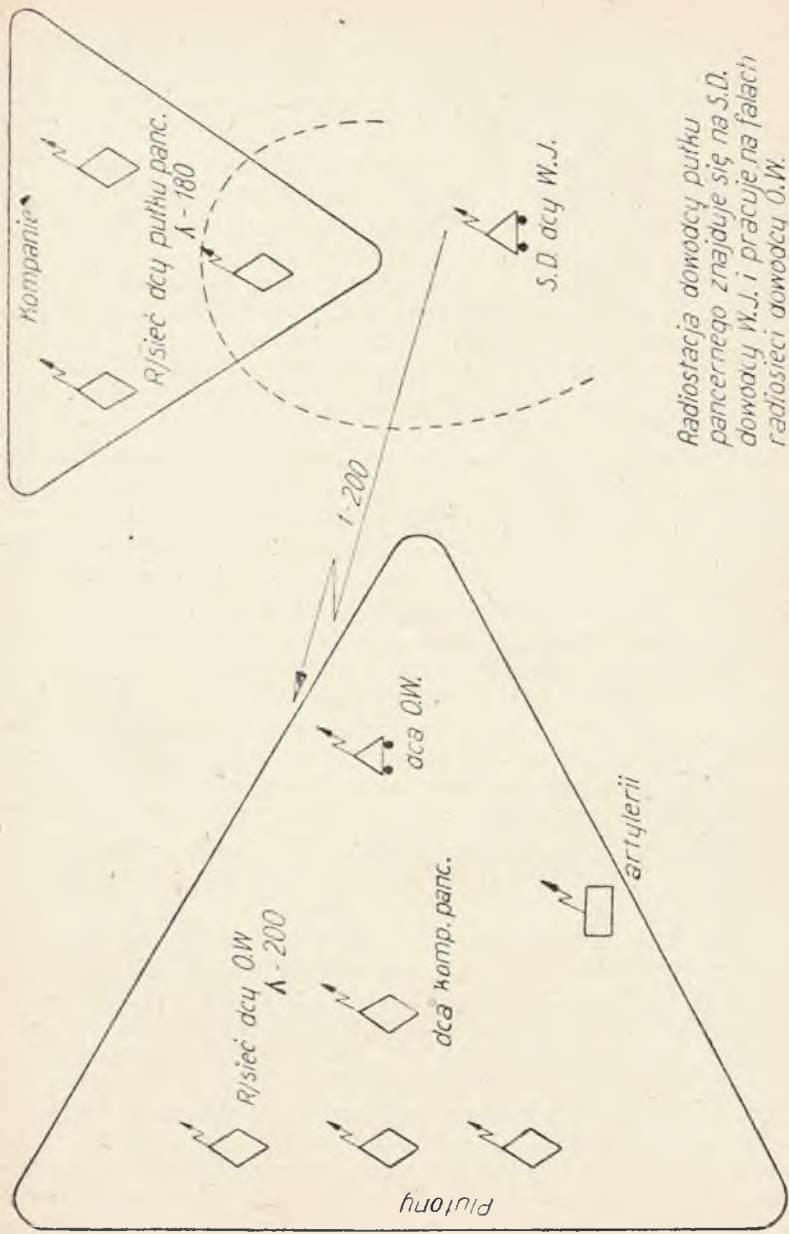 Kompanie
R/sieć dcy pułku panc.
λ-180
S.D. dcy W.J.
1-200
R/sieć dcy O.W
λ-200
dca O.W.
dca komp. panc.
artylerii
Plutony
Radiostacja dowódcy pułku
pancernego znajduje się na S.D.
dowódcy W.J. i pracuje na falach
radiosieci dowódcy O.W.